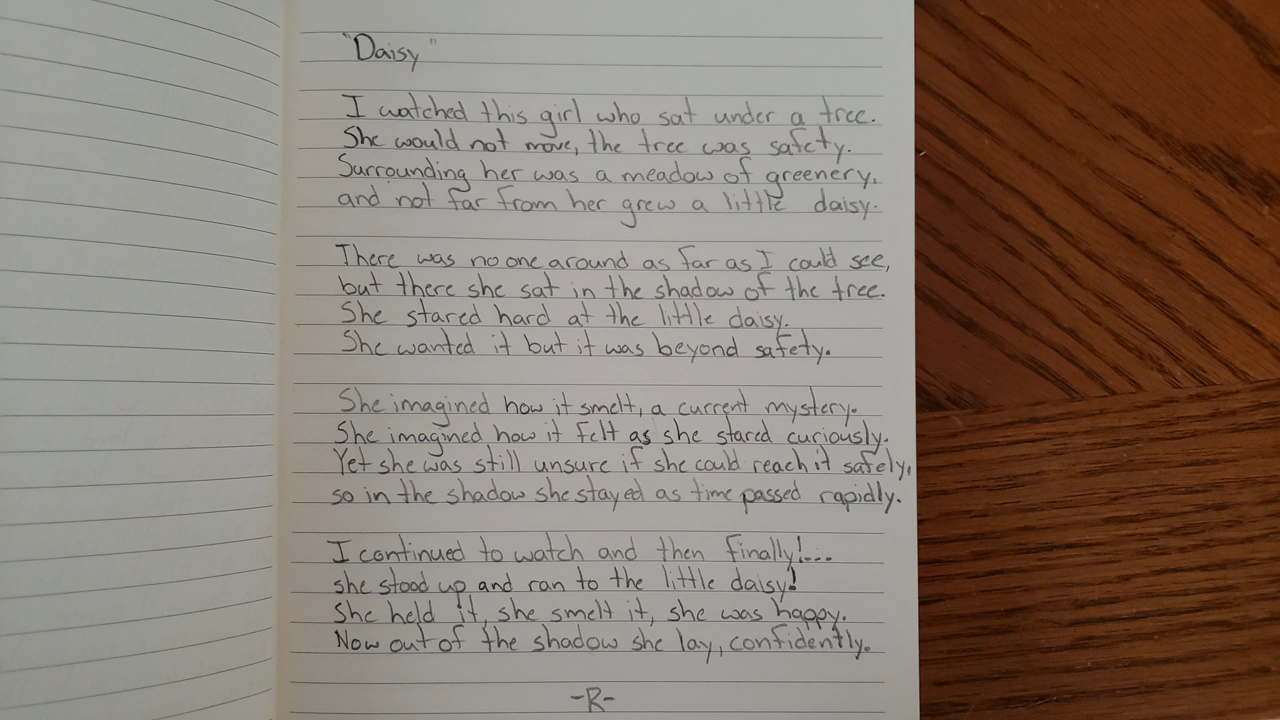 "Daisy"
I watched this girl who sat under a tree.
She would not move, the tree was safety.
Surrounding her was a meadow of greenery,
and not far from her grew a little daisy.
There was no one around as far as I could see,
but there she sat in the shadow of the tree.
She stared hard at the little daisy.
She wanted it but it was beyond safety.
She imagined how it smelt, a current mystery.
She imagined how it felt as she stared curiously.
Yet she was still unsure if she could reach it safely,
so in the shadow she stayed as time passed rapidly.
I continued to watch and then finally!...
she stood up and ran to the little daisy!
She held it, she smelt it, she was happy.
Now out of the shadow she lay, confidently.
-R-